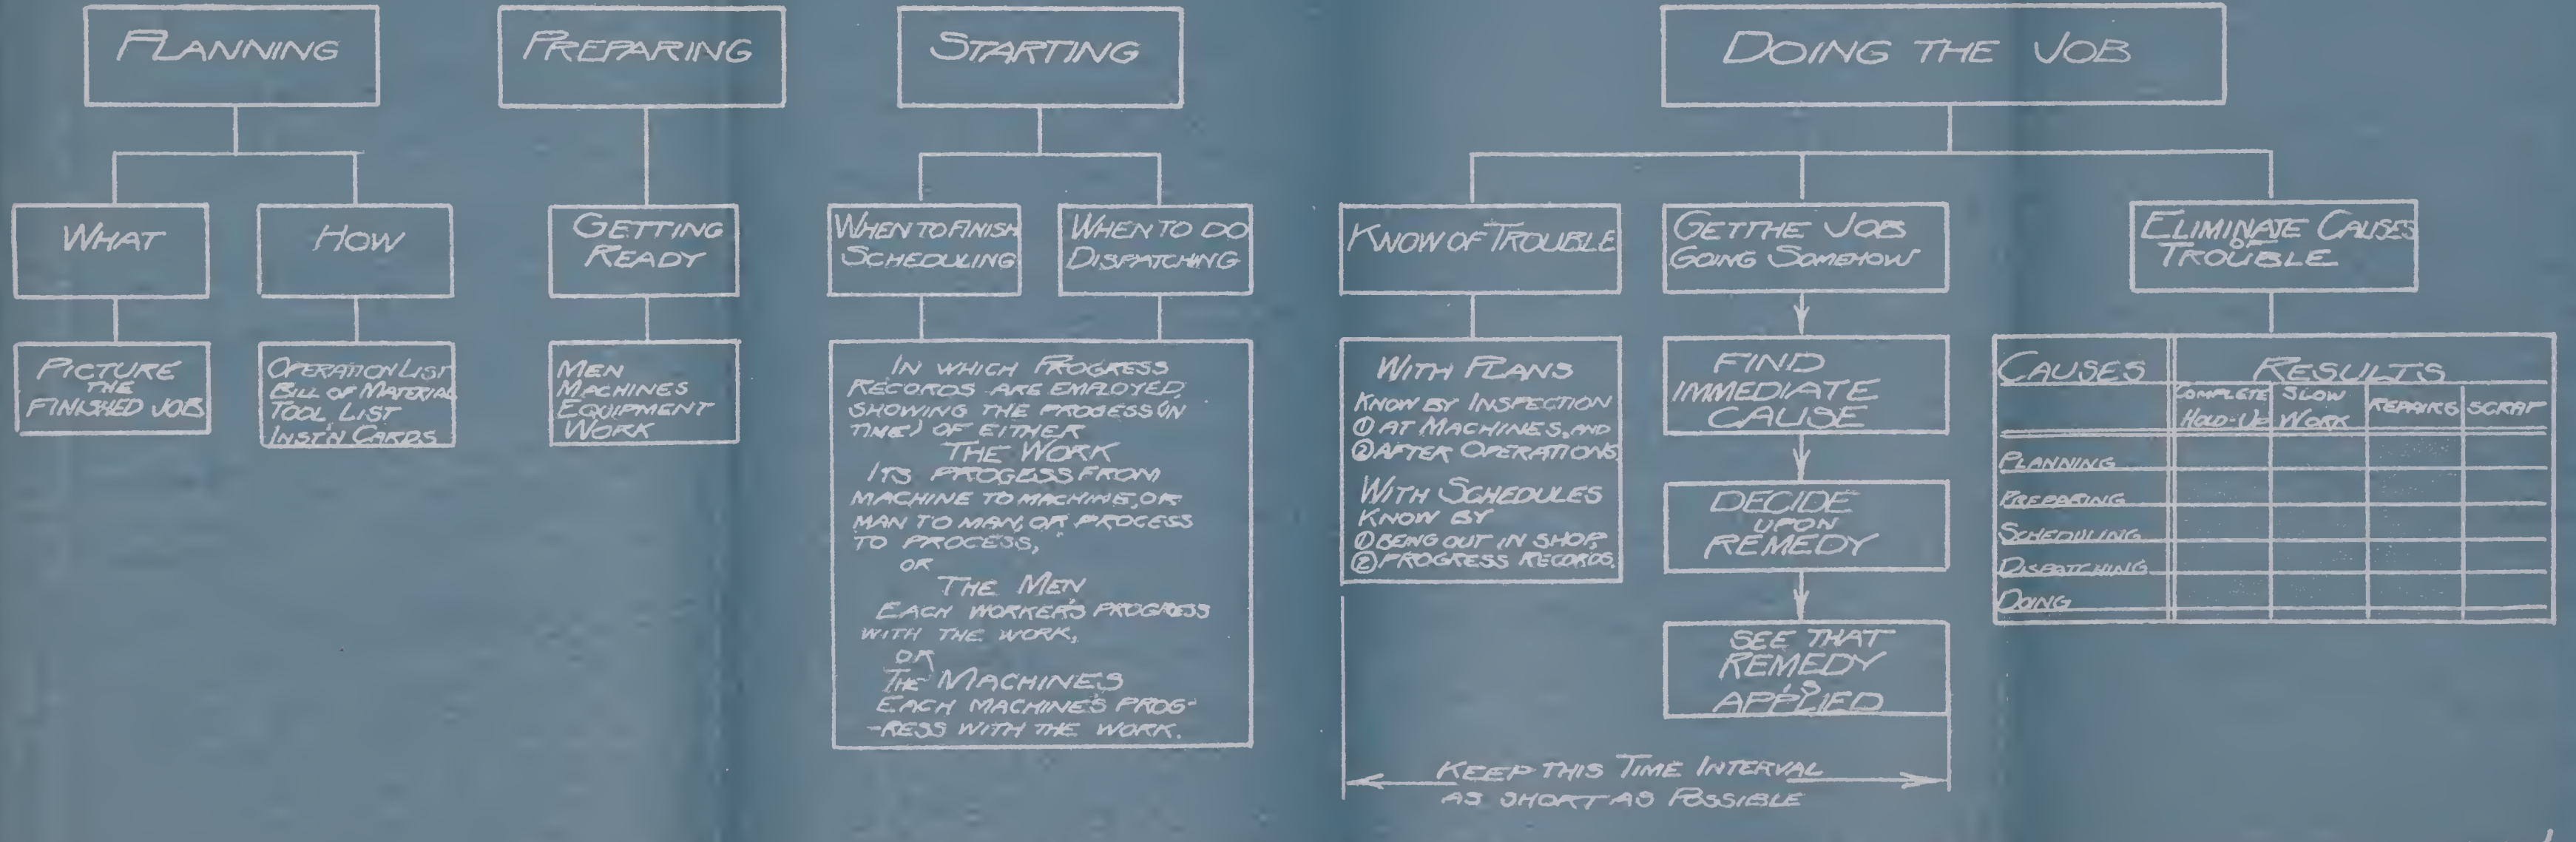 PLANNING
PREPARING
STARTING
DOING THE JOB
WHAT
HOW
GETTING
READY
WHEN TO FINISH
SCHEDULING
WHEN TO DO
DISPATCHING
KNOW OF TROUBLE
GET THE JOB
GOING SOMEHOW
ELIMINATE CAUSES
OF
TROUBLE
PICTURE
THE
FINISHED JOB
OPERATION LIST
BILL OF MATERIAL
TOOL LIST
INST'N CARDS
MEN
MACHINES
EQUIPMENT
WORK
IN WHICH PROGRESS
RECORDS ARE EMPLOYED,
SHOWING THE PROGESS (IN
TIME) OF EITHER
THE WORK
ITS PROGESS FROM
MACHINE TO MACHINE, OR
MAN TO MAN, OR PROCESS
TO PROCESS,
OR
THE MEN
EACH WORKER'S PROGRESS
WITH THE WORK,
OR
THE MACHINES
EACH MACHINE'S PROG-
-RESS WITH THE WORK.
WITH PLANS
KNOW BY INSPECTION
① AT MACHINES, AND
② AFTER OPERATIONS
WITH SCHEDULES
KNOW BY
① BEING OUT IN SHOP,
② PROGRESS RECORDS.
FIND
IMMEDIATE
CAUSE
DECIDE
UPON
REMEDY
SEE THAT
REMEDY
IS
APPLIED
KEEP THIS TIME INTERVAL
AS SHORT AS POSSIBLE
CAUSES
RESULTS
COMPLETE
HOLD-UP
SLOW
WORK
REPAIRS
SCRAP
PLANNING
PREPARING
SCHEDULING
DISPATCHING
DOING